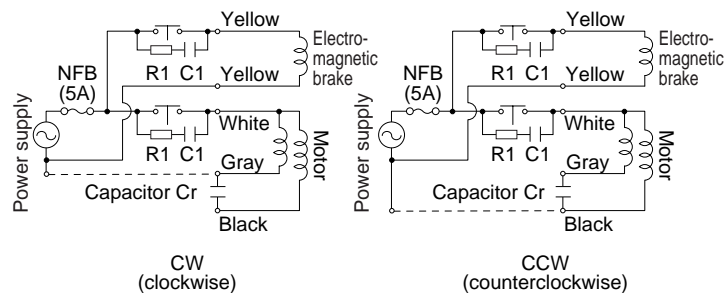 Yellow
Electro-
magnetic
brake
R1 C1
NFB
(5A)
Yellow
Power supply
White
R1 C1
Gray
Motor
Capacitor Cr
Black
CW
(clockwise)
Yellow
Electro-
magnetic
brake
R1 C1
NFB
(5A)
Yellow
Power supply
White
R1 C1
Gray
Motor
Capacitor Cr
Black
CCW
(counterclockwise)